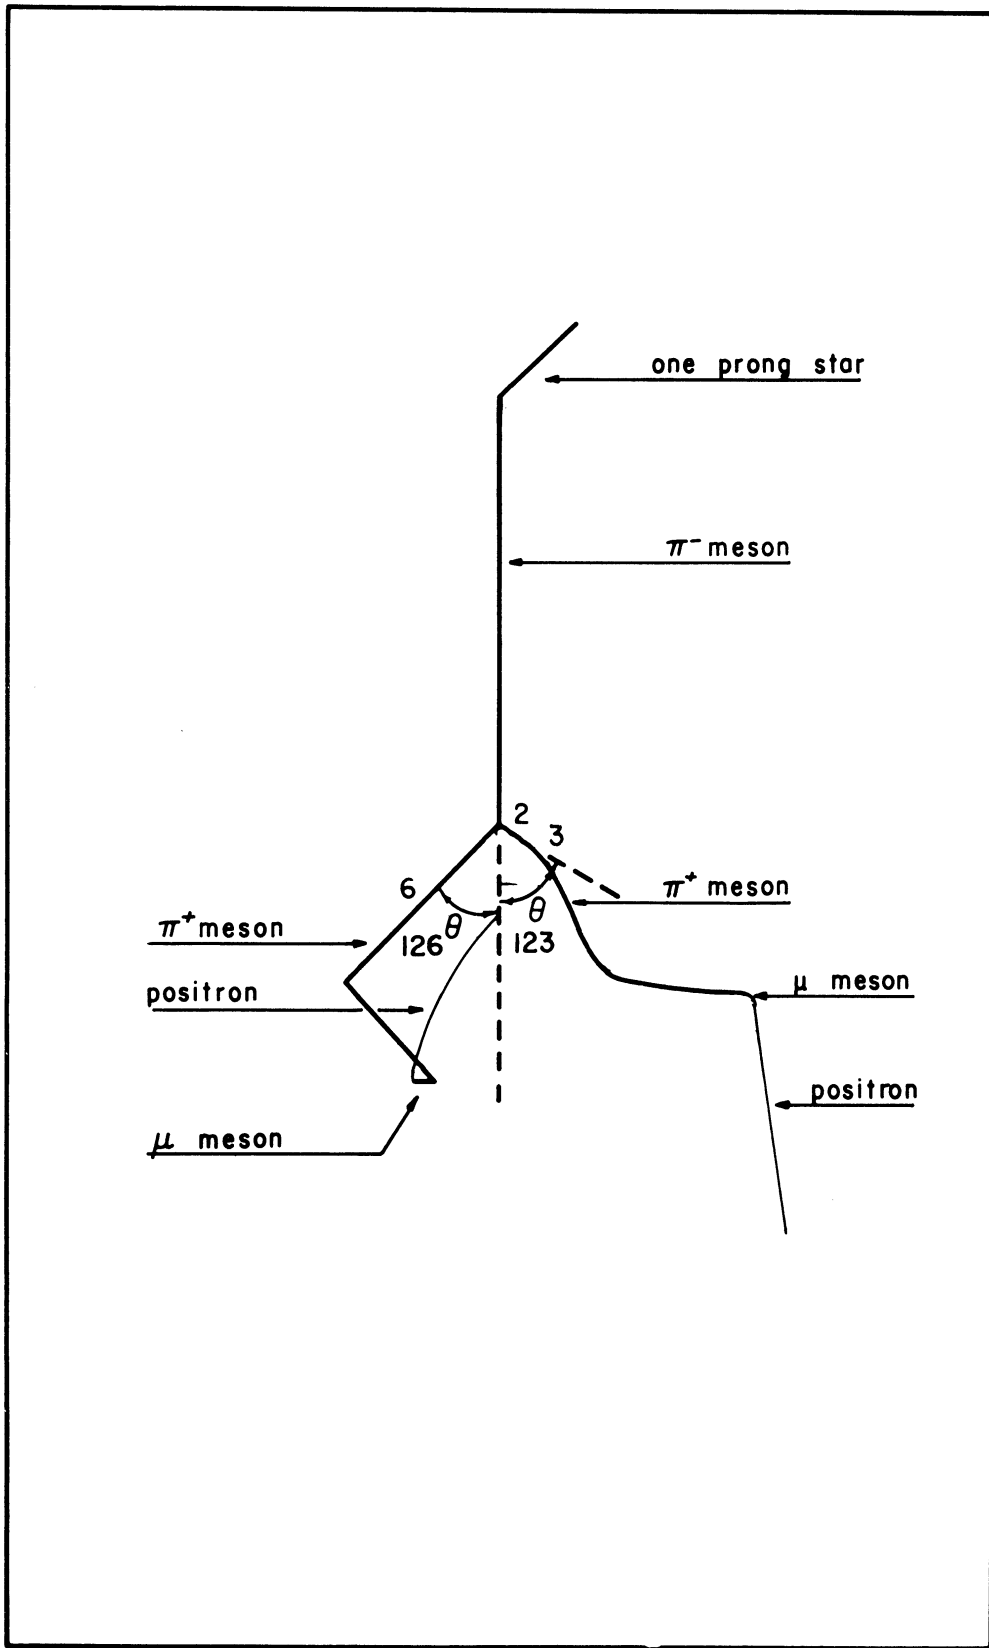 one prong star
π⁻ meson
2
3
6
π⁺ meson
θ
θ
π⁺ meson
126
123
positron
μ meson
positron
μ meson